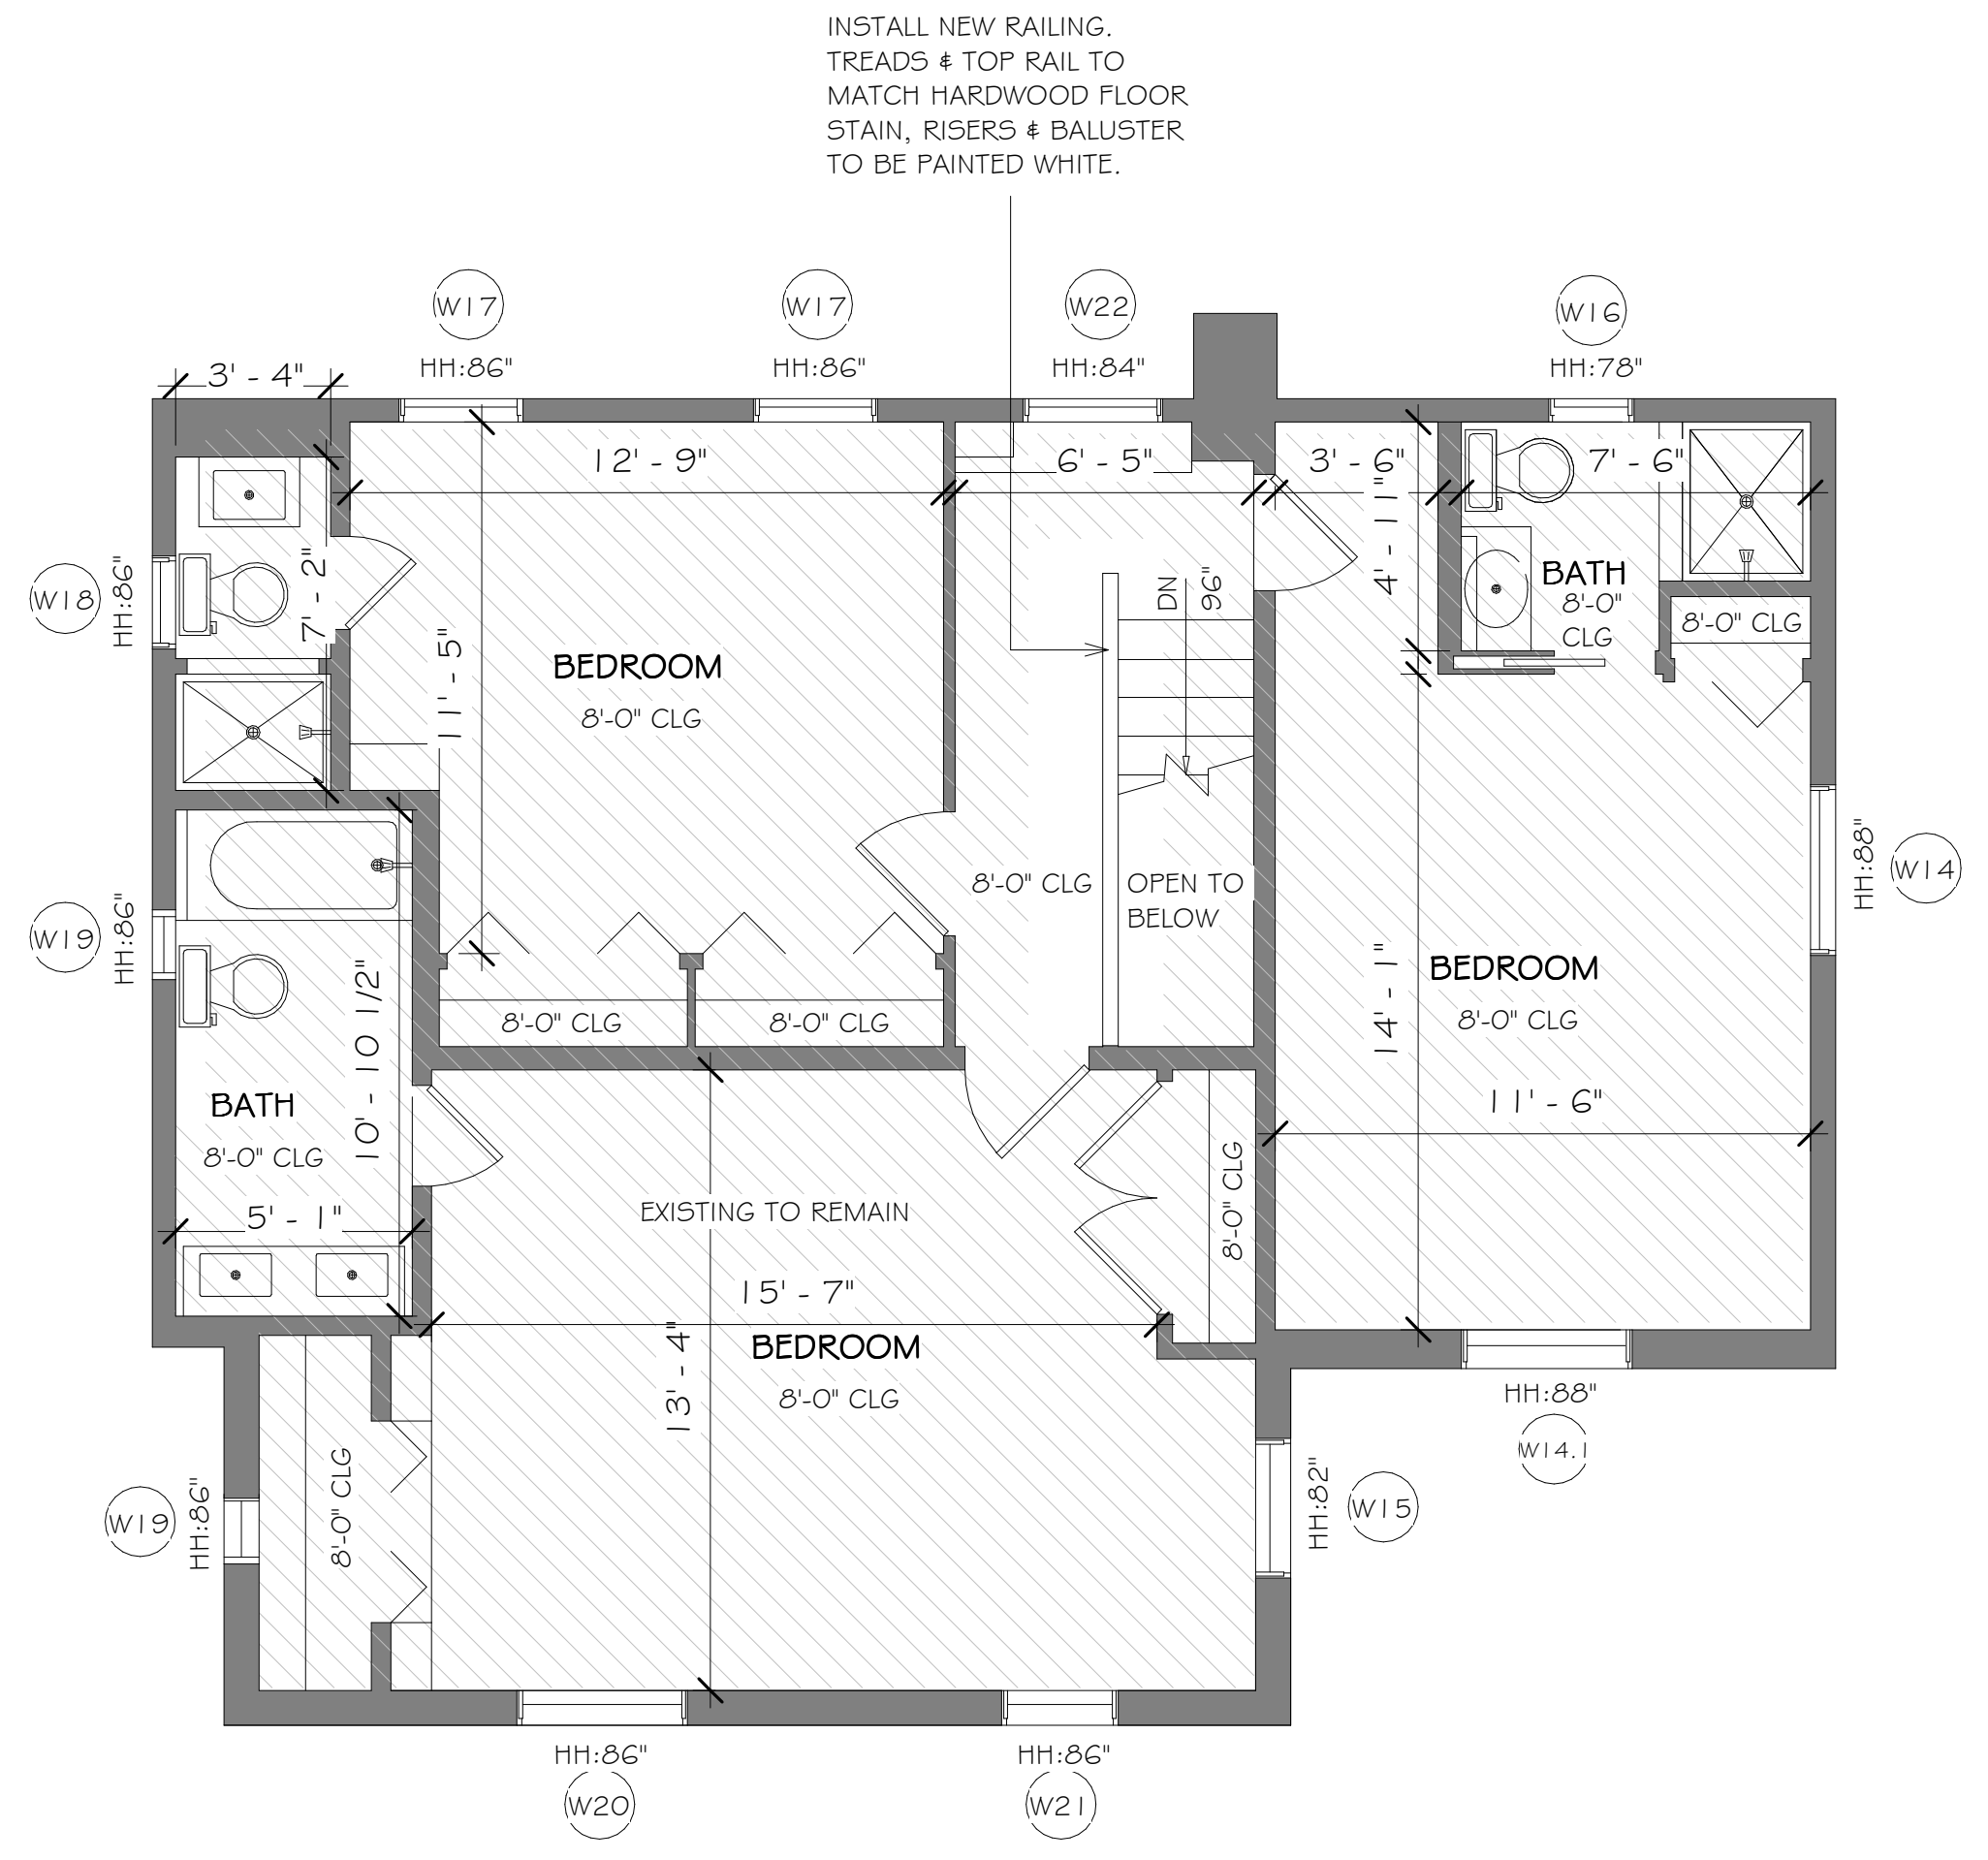 INSTALL NEW RAILING.
TREADS & TOP RAIL TO
MATCH HARDWOOD FLOOR
STAIN, RISERS & BALUSTER
TO BE PAINTED WHITE.
W17
W17
W22
W16
HH:86"
HH:86"
HH:84"
HH:78"
3' - 4"
12' - 9"
6' - 5"
3' - 6"
7' - 6"
4' - 11"
W18
HH:86"
7' - 2"
11' - 5"
BEDROOM
8'-0" CLG
DN
96"
BATH
8'-0"
CLG
8'-0" CLG
W19
HH:86"
8'-0" CLG
OPEN TO
BELOW
HH:88"
W14
BEDROOM
8'-0" CLG
14' - 1"
11' - 6"
8'-0" CLG
8'-0" CLG
10' - 10 1/2"
BATH
8'-0" CLG
5' - 1"
EXISTING TO REMAIN
8'-0" CLG
15' - 7"
13' - 4"
BEDROOM
8'-0" CLG
HH:88"
W14.1
W19
HH:86"
8'-0" CLG
HH:82"
W15
HH:86"
HH:86"
W20
W21